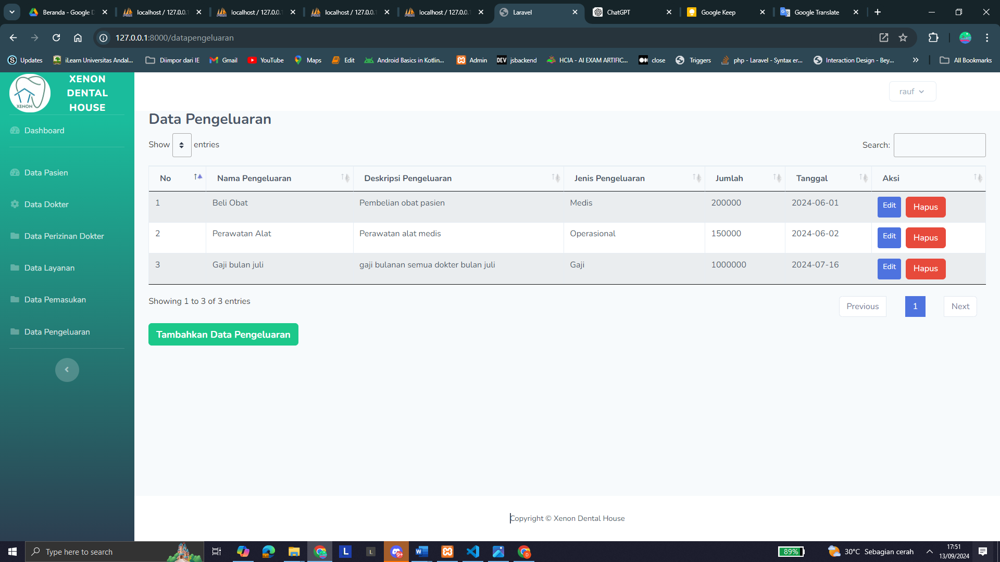 Beranda - Google D
localhost / 127.0.0.1
localhost / 127.0.0.1
localhost / 127.0.0.1
localhost / 127.0.0.1
Laravel
ChatGPT
Google Keep
Google Translate
127.0.0.1:8000/datapengeluaran
Updates
iLearn Universitas Andal...
Diimpor dari IE
Gmail
YouTube
Maps
Edit
Android Basics in Kotlin...
Admin
DEV jsbackend
HCIA - AI EXAM ARTIFIC...
close
Triggers
php - Laravel - Syntax er...
Interaction Design - Bey...
All Bookmarks
XENON
XENON
DENTAL
HOUSE
rauf
Dashboard
Data Pasien
Data Dokter
Data Perizinan Dokter
Data Layanan
Data Pemasukan
Data Pengeluaran
Data Pengeluaran
Show entries
Search:
No Nama Pengeluaran Deskripsi Pengeluaran Jenis Pengeluaran Jumlah Tanggal Aksi
1 Beli Obat Pembelian obat pasien Medis 200000 2024-06-01 Edit Hapus
2 Perawatan Alat Perawatan alat medis Operasional 150000 2024-06-02 Edit Hapus
3 Gaji bulan juli gaji bulanan semua dokter bulan juli Gaji 1000000 2024-07-16 Edit Hapus
Showing 1 to 3 of 3 entries
Previous 1 Next
Tambahkan Data Pengeluaran
Copyright © Xenon Dental House
Type here to search
L
L
9+
D
89%
30°C Sebagian cerah
17:51
13/09/2024